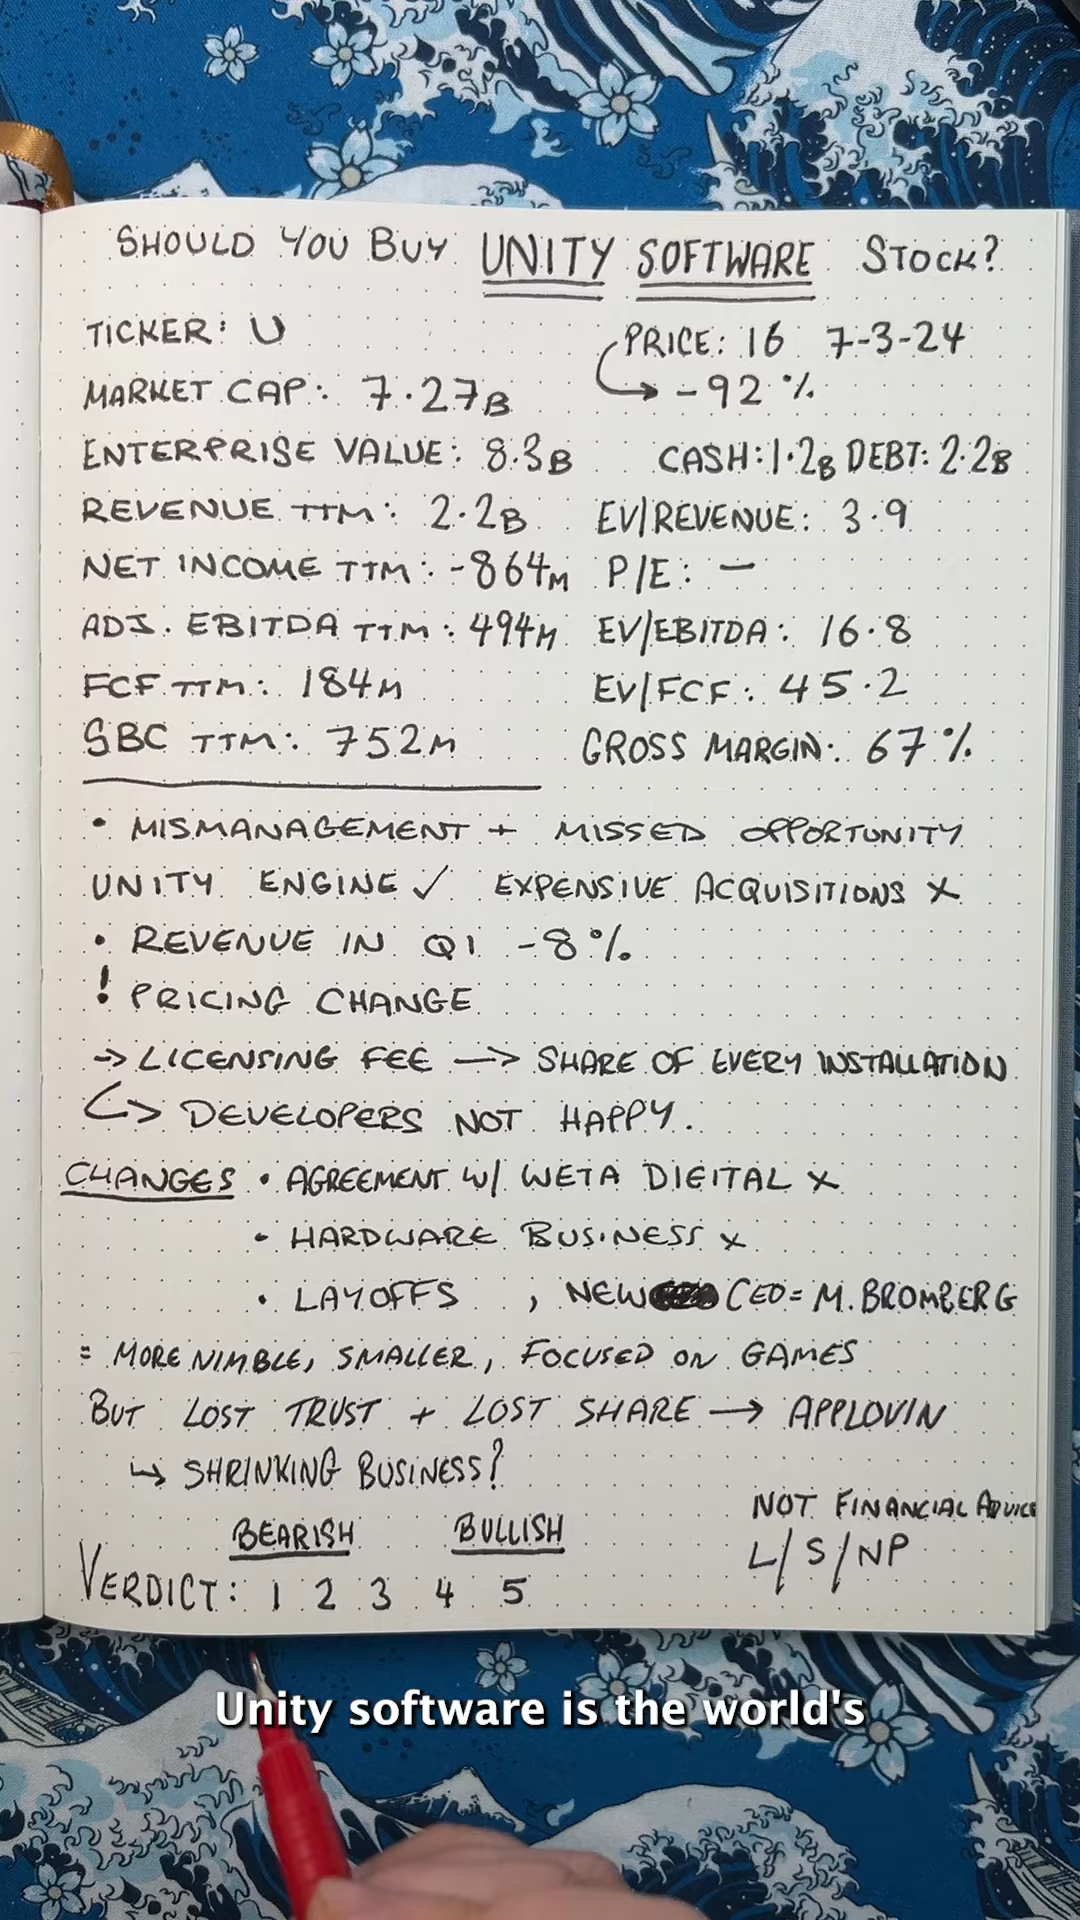 SHOULD YOU BUY UNITY SOFTWARE STOCK?
TICKER: U
PRICE: 16 7-3-24
MARKET CAP: 7.27B
→ -92%
ENTERPRISE VALUE: 8.3B CASH: 1.2B DEBT: 2.2B
REVENUE TTM: 2.2B EV/REVENUE: 3.9
NET INCOME TTM: -864M P/E: —
ADJ. EBITDA TTM: 494M EV/EBITDA: 16.8
FCF TTM: 184M EV/FCF: 45.2
SBC TTM: 752M GROSS MARGIN: 67%
• MISMANAGEMENT + MISSED OPPORTUNITY
UNITY ENGINE ✓ EXPENSIVE ACQUISITIONS ✗
• REVENUE IN Q1 -8%
! PRICING CHANGE
→ LICENSING FEE → SHARE OF EVERY INSTALLATION
↳ DEVELOPERS NOT HAPPY.
CHANGES • AGREEMENT W/ WETA DIGITAL ✗
• HARDWARE BUSINESS ✗
• LAYOFFS , NEW CEO = M. BROMBERG
= MORE NIMBLE, SMALLER, FOCUSED ON GAMES
BUT LOST TRUST + LOST SHARE → APPLOVIN
↳ SHRINKING BUSINESS?
NOT FINANCIAL ADVICE
BEARISH BULLISH
L/S/NP
VERDICT: 1 2 3 4 5
Unity software is the world's